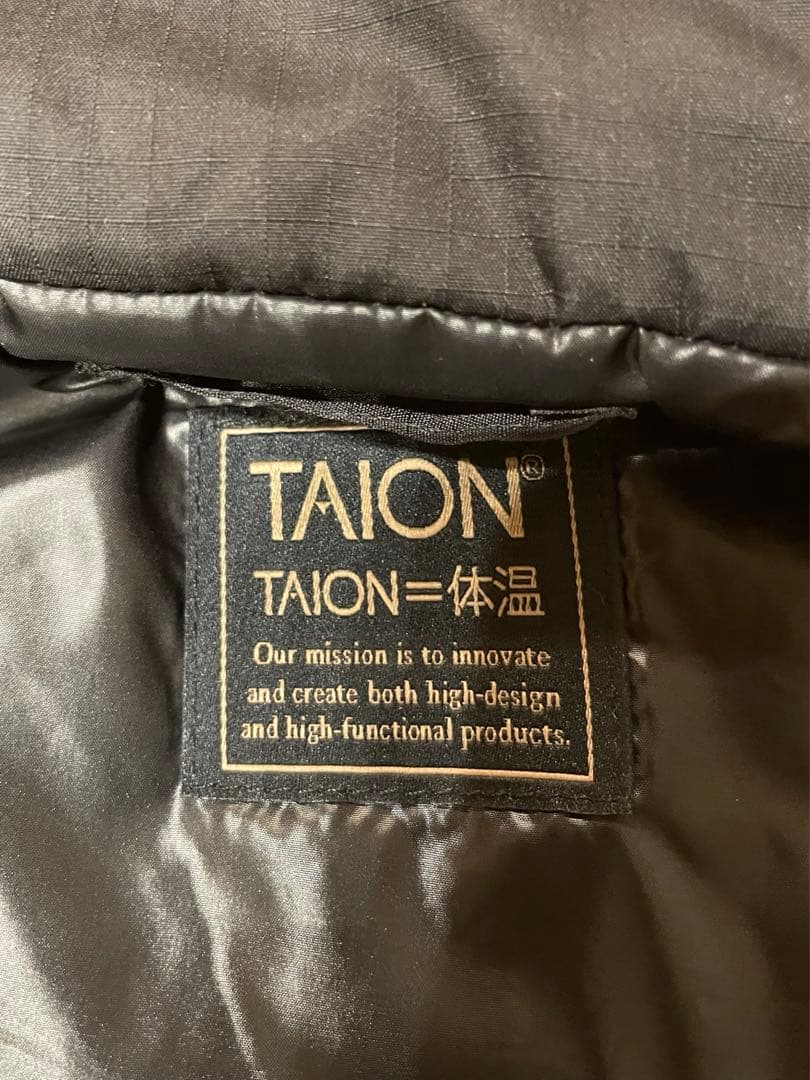 TAION®
TAION=体温
Our mission is to innovate
and create both high-design
and high-functional products.